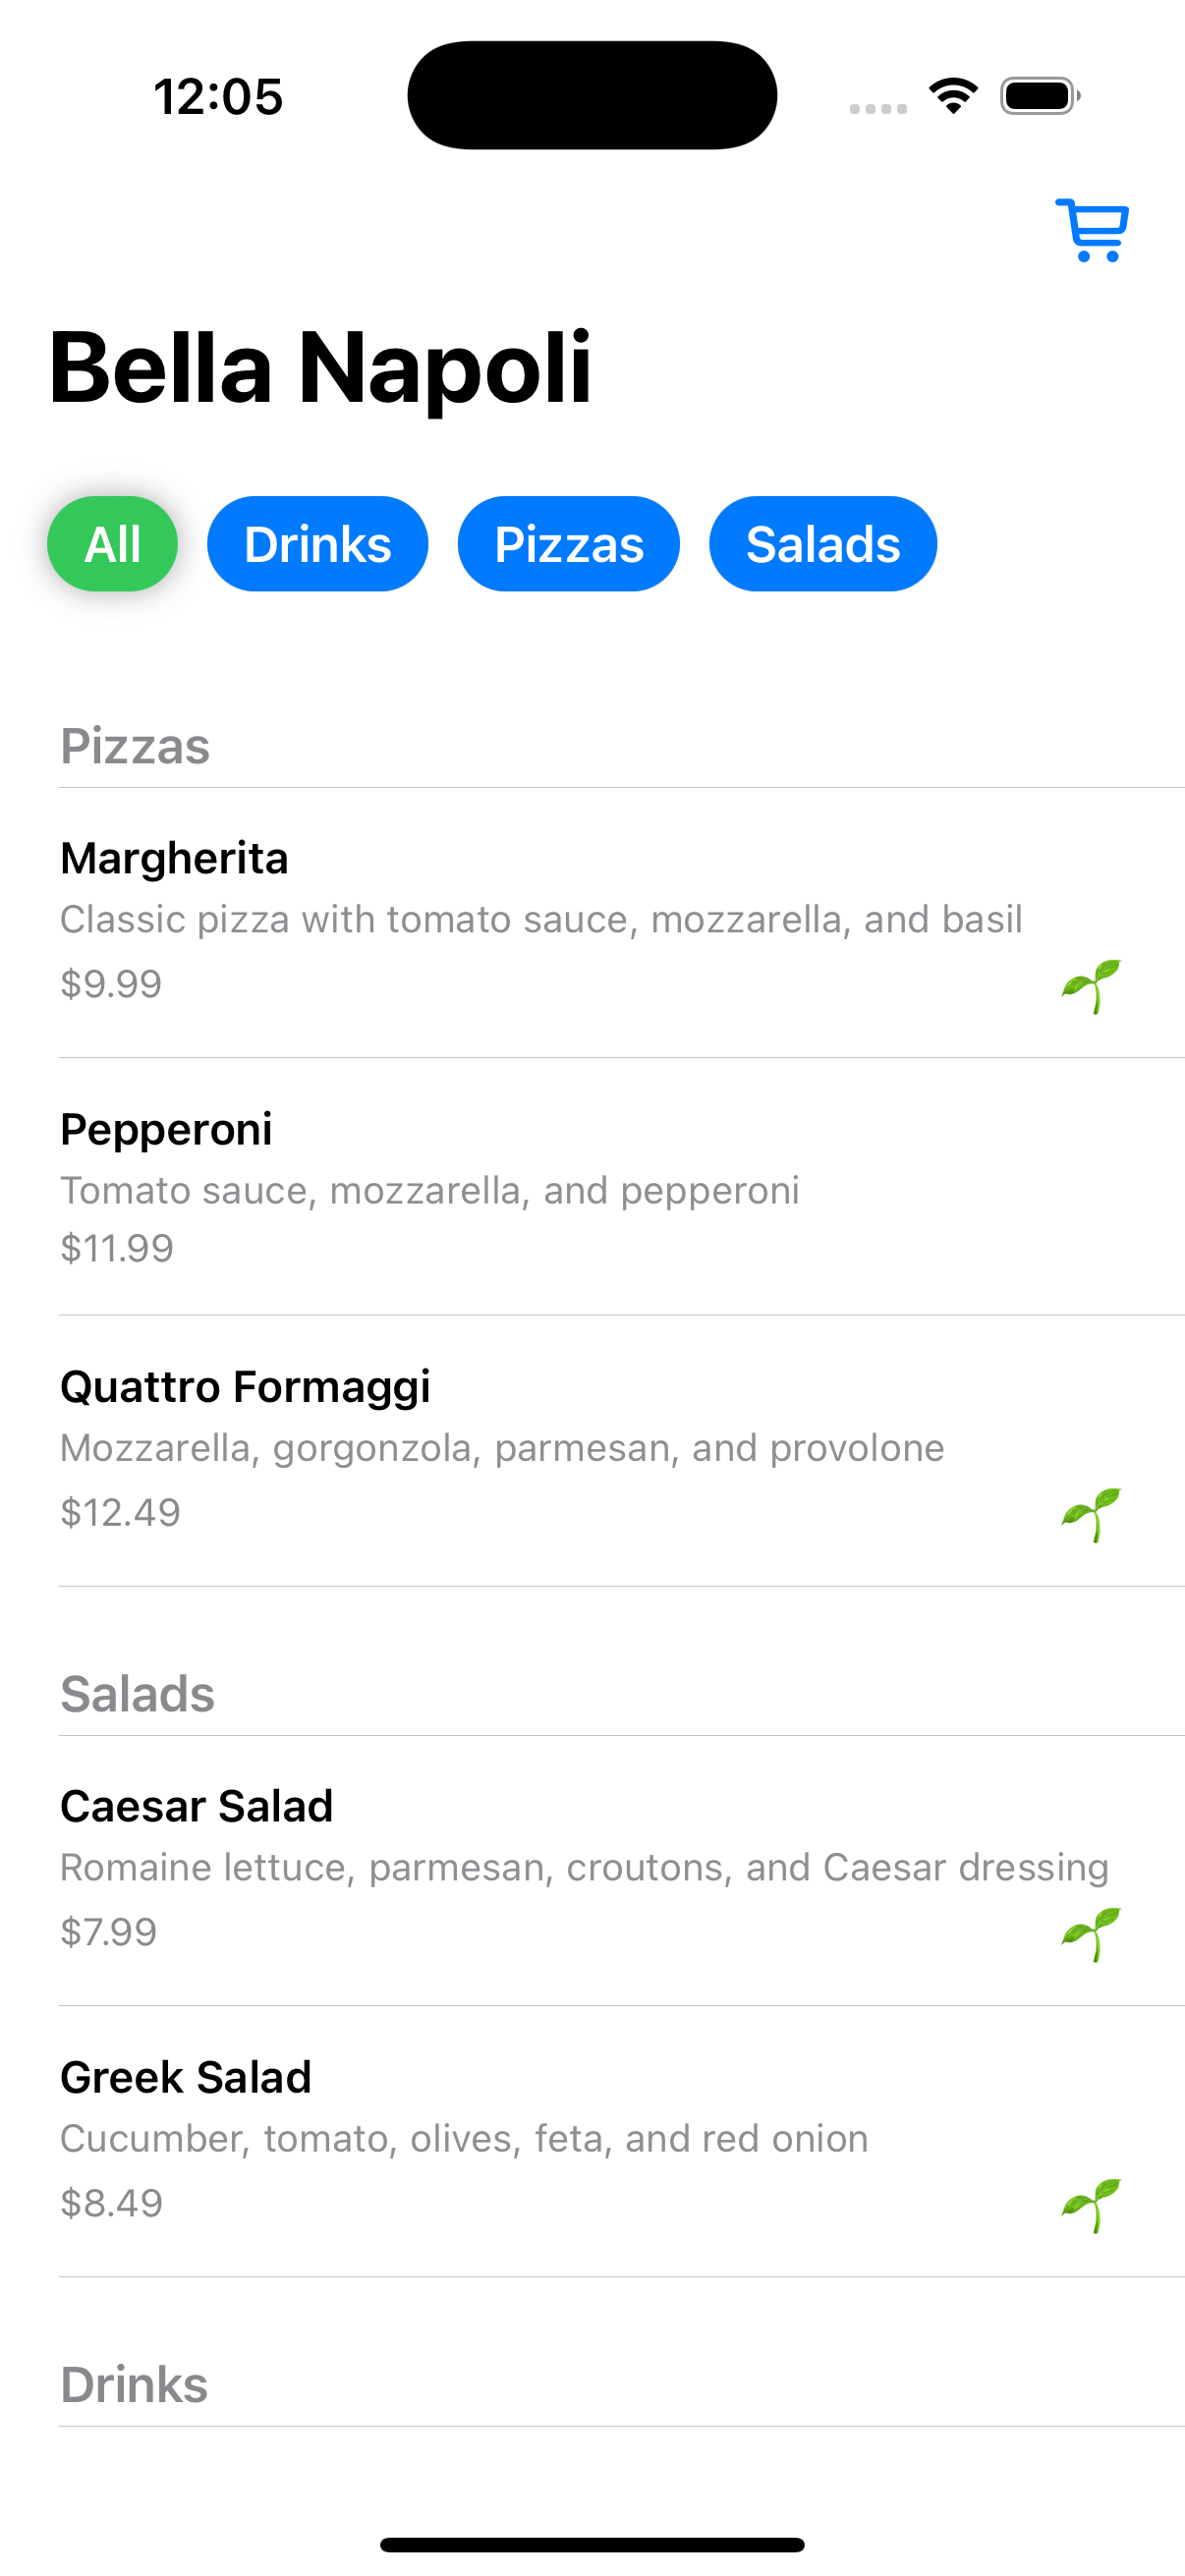 12:05
Bella Napoli
All
Drinks
Pizzas
Salads
Pizzas
Margherita
Classic pizza with tomato sauce, mozzarella, and basil
$9.99
Pepperoni
Tomato sauce, mozzarella, and pepperoni
$11.99
Quattro Formaggi
Mozzarella, gorgonzola, parmesan, and provolone
$12.49
Salads
Caesar Salad
Romaine lettuce, parmesan, croutons, and Caesar dressing
$7.99
Greek Salad
Cucumber, tomato, olives, feta, and red onion
$8.49
Drinks